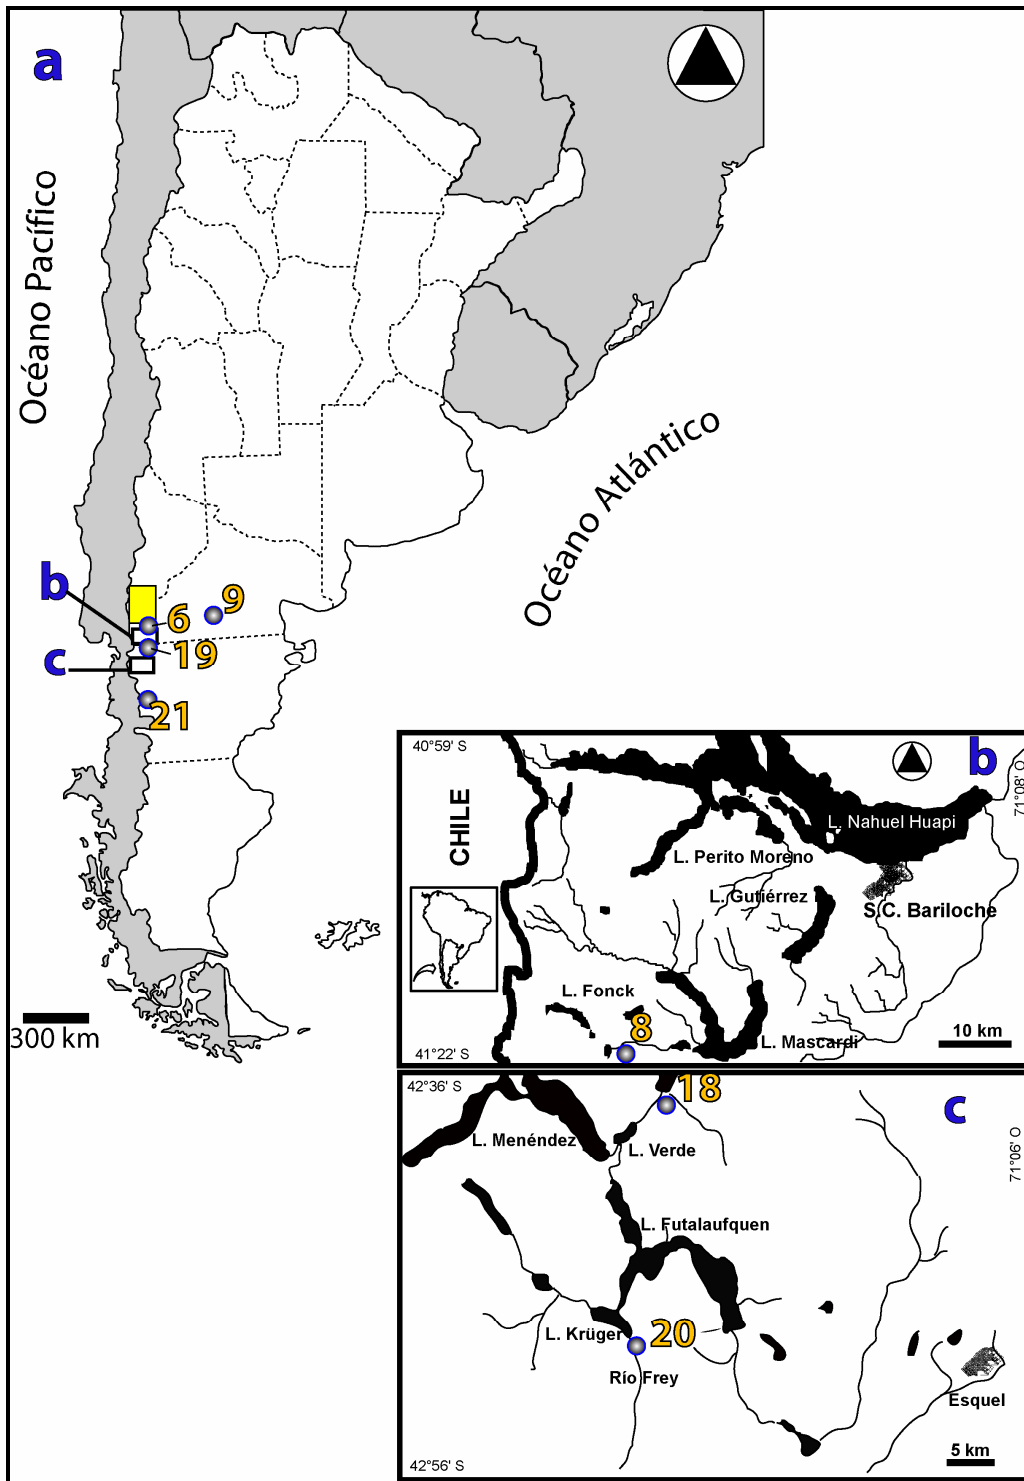 a
Océano Pacífico
Océano Atlántico
b
c
9
6
19
21
300 km
40°59' S
b
71°08' O
CHILE
L. Nahuel Huapi
L. Perito Moreno
L. Gutiérrez
S.C. Bariloche
L. Fonck
8
L. Mascardi
10 km
41°22' S
42°36' S
18
c
L. Menéndez
L. Verde
71°06' O
L. Futalaufquen
L. Krüger
20
Río Frey
Esquel
5 km
42°56' S